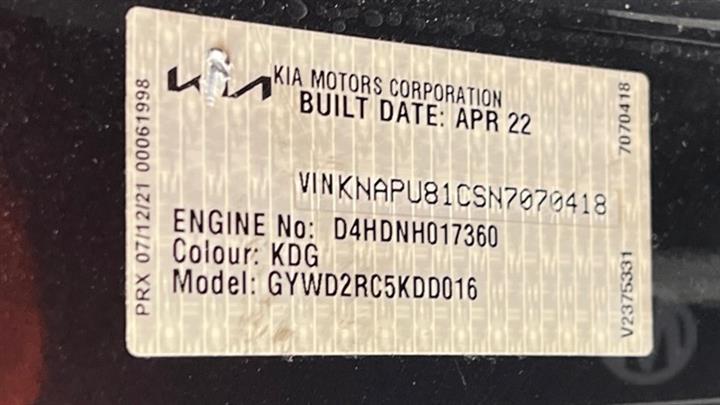 KIA
KIA MOTORS CORPORATION
BUILT DATE: APR 22
VINKNAPU81CSN7070418
ENGINE No: D4HDNH017360
Colour: KDG
Model: GYWD2RC5KDD016
PRX 07/12/21 00061998
7070418
V2375331